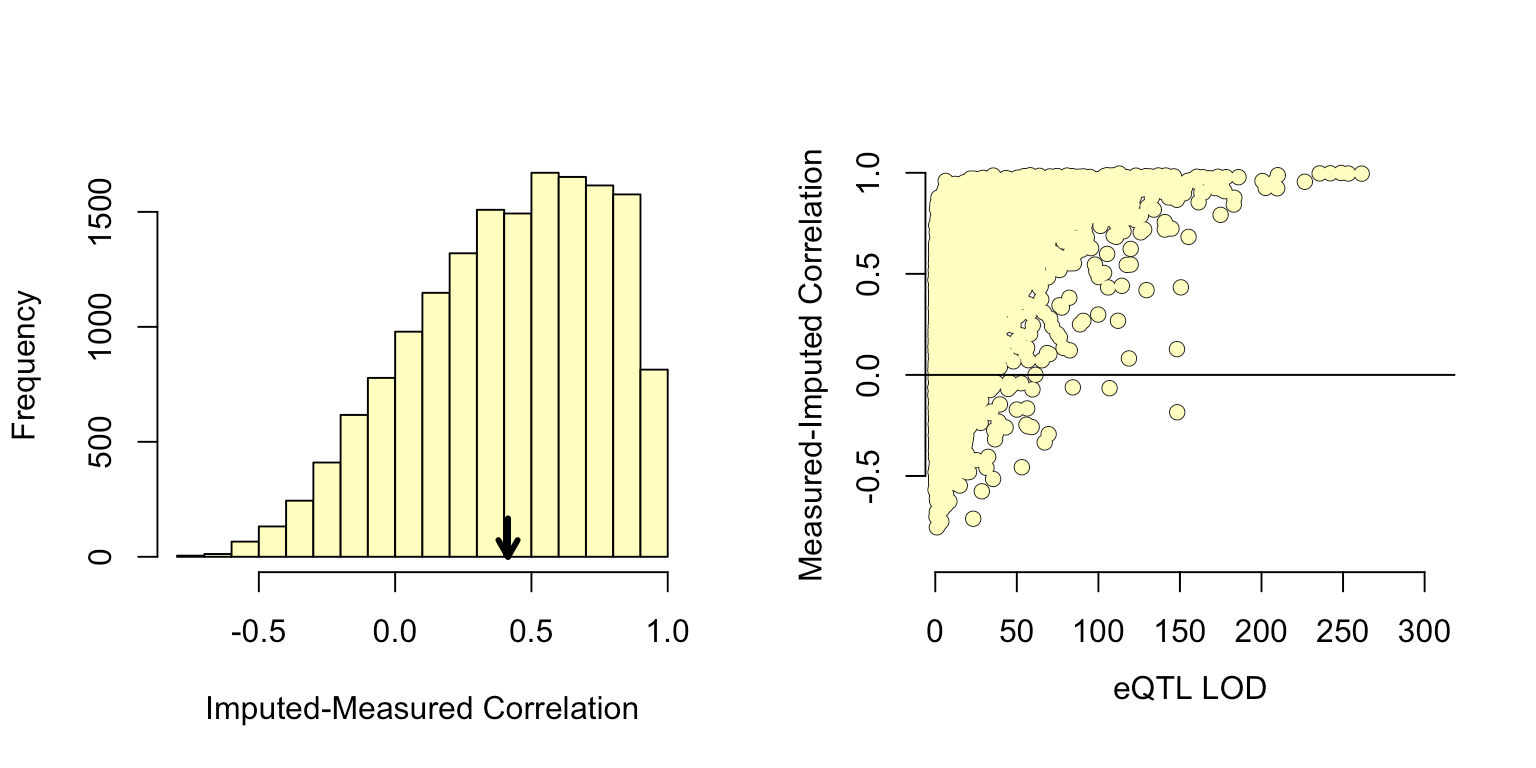 Frequency
1500
1000
500
0
-0.5 0.0 0.5 1.0
Imputed-Measured Correlation
Measured-Imputed Correlation
1.0
0.5
0.0
-0.5
0 50 100 150 200 250 300
eQTL LOD